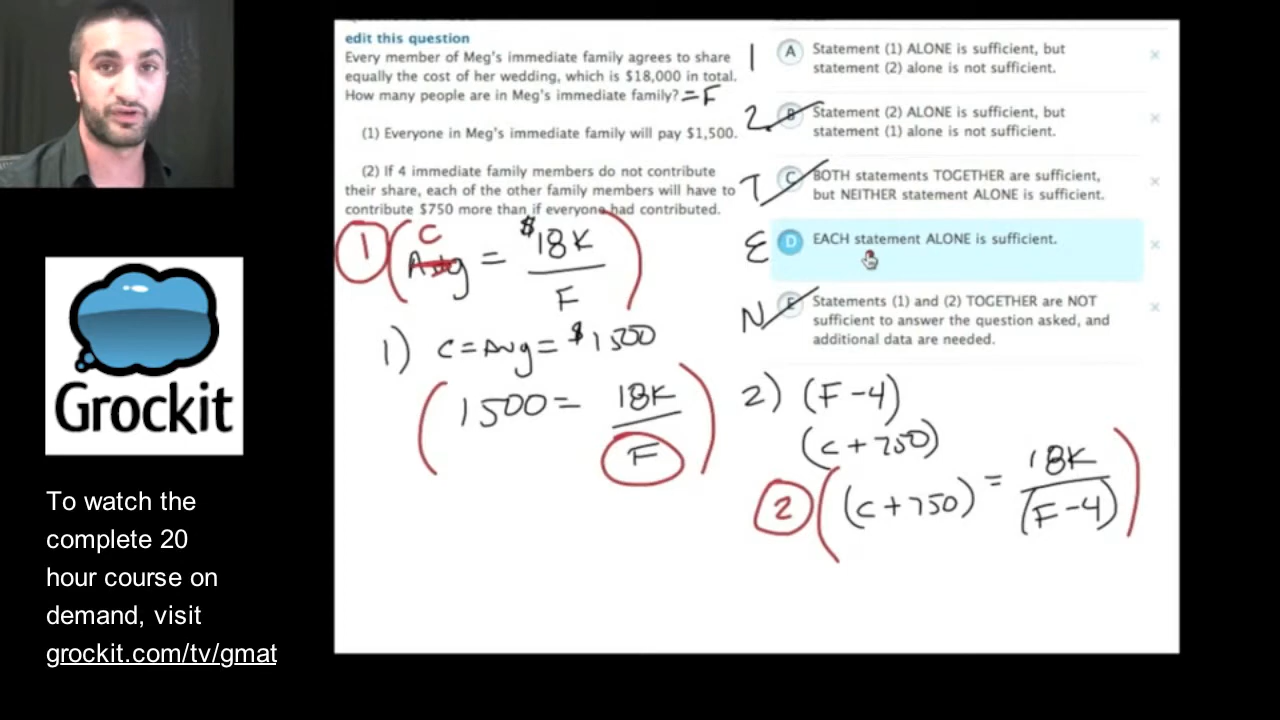 edit this question
Every member of Meg's immediate family agrees to share
equally the cost of her wedding, which is $18,000 in total.
How many people are in Meg's immediate family? = F
(1) Everyone in Meg's immediate family will pay $1,500.
(2) If 4 immediate family members do not contribute
their share, each of the other family members will have to
contribute $750 more than if everyone had contributed.
1 A Statement (1) ALONE is sufficient, but
statement (2) alone is not sufficient.
2 B Statement (2) ALONE is sufficient, but
statement (1) alone is not sufficient.
T C BOTH statements TOGETHER are sufficient,
but NEITHER statement ALONE is sufficient.
E D EACH statement ALONE is sufficient.
N E Statements (1) and (2) TOGETHER are NOT
sufficient to answer the question asked, and
additional data are needed.
C
1 ( Avg = $18K )
F
1) C = Avg = $1500
( 1500 = 18K )
F
2) (F-4)
(C+750)
2 ( (C+750) = 18K )
(F-4)
Grockit
To watch the
complete 20
hour course on
demand, visit
grockit.com/tv/gmat